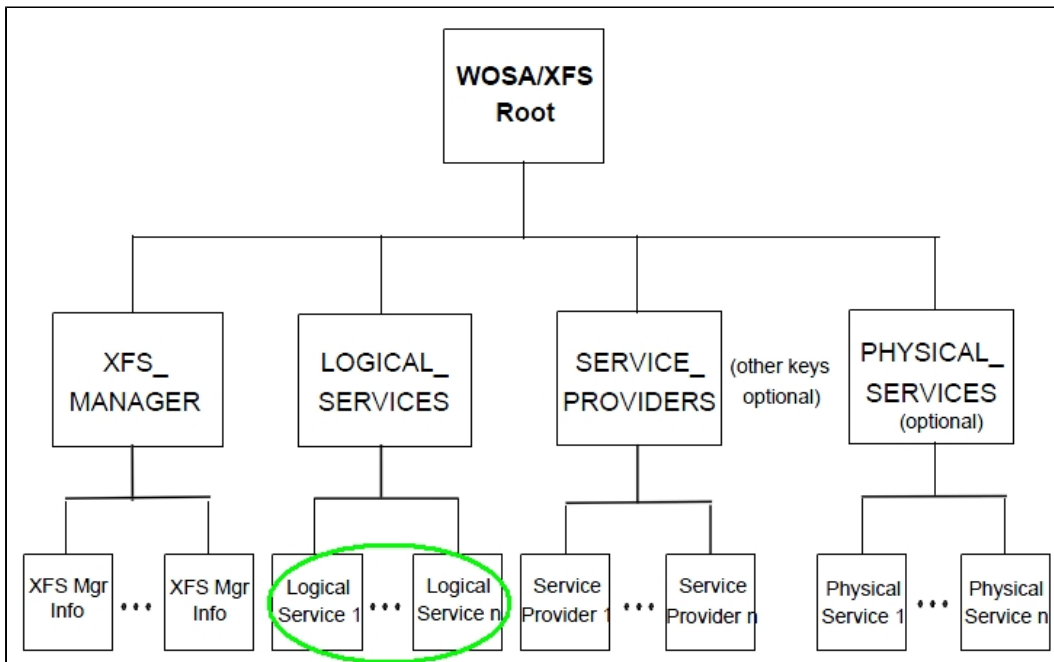 WOSA/XFS
Root
XFS_
MANAGER
LOGICAL_
SERVICES
SERVICE_
PROVIDERS
(other keys
optional)
PHYSICAL_
SERVICES
(optional)
XFS Mgr
Info
•••
XFS Mgr
Info
Logical
Service 1
•••
Logical
Service n
Service
Provider 1
•••
Service
Provider n
Physical
Service 1
•••
Physical
Service n